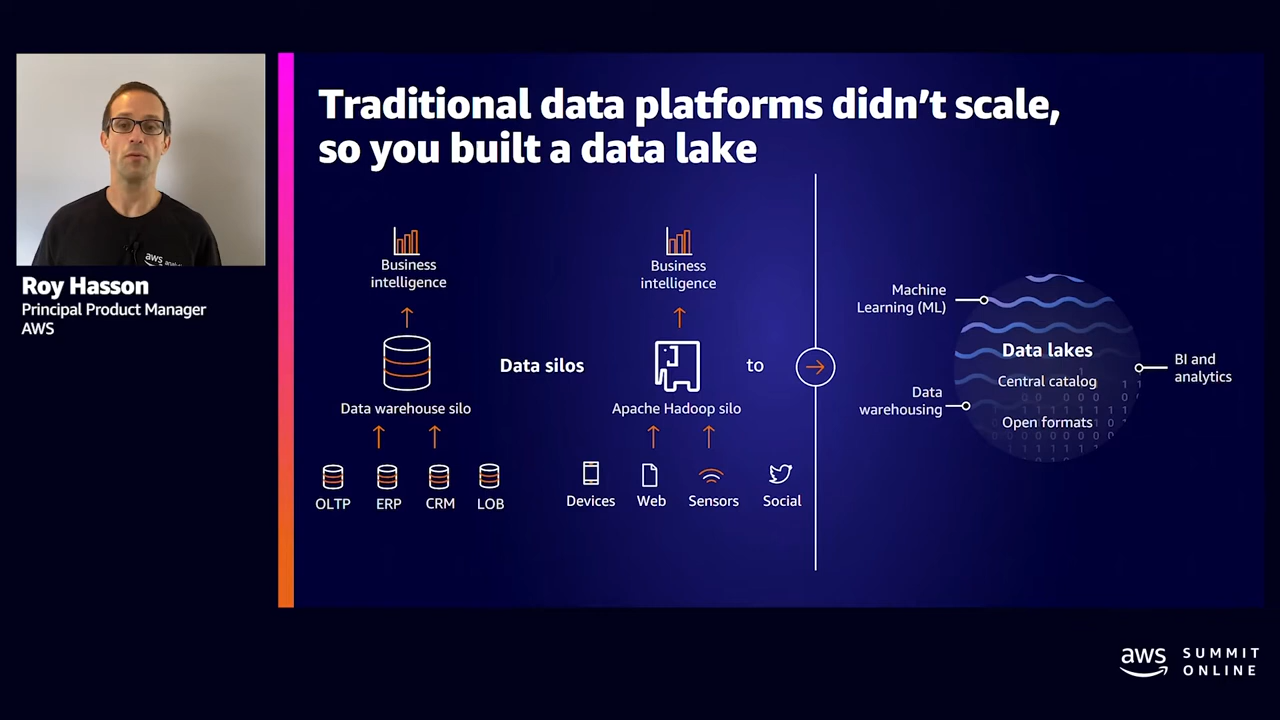 Traditional data platforms didn't scale,
so you built a data lake
aws
Roy Hasson
Principal Product Manager
AWS
Business
intelligence
Data warehouse silo
OLTP
ERP
CRM
LOB
Data silos
Business
intelligence
Apache Hadoop silo
Devices
Web
Sensors
Social
to
Machine
Learning (ML)
Data
warehousing
Data lakes
Central catalog
Open formats
BI and
analytics
aws
SUMMIT
ONLINE